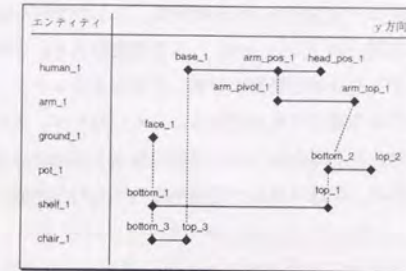 エンティティ y 方向
base_1 arm_pos_1 head_pos_1
human_1
arm_pivot_1 arm_top_1
arm_1
face_1
ground_1
bottom_2 top_2
pot_1
bottom_1 top_1
shelf_1
bottom_3 top_3
chair_1